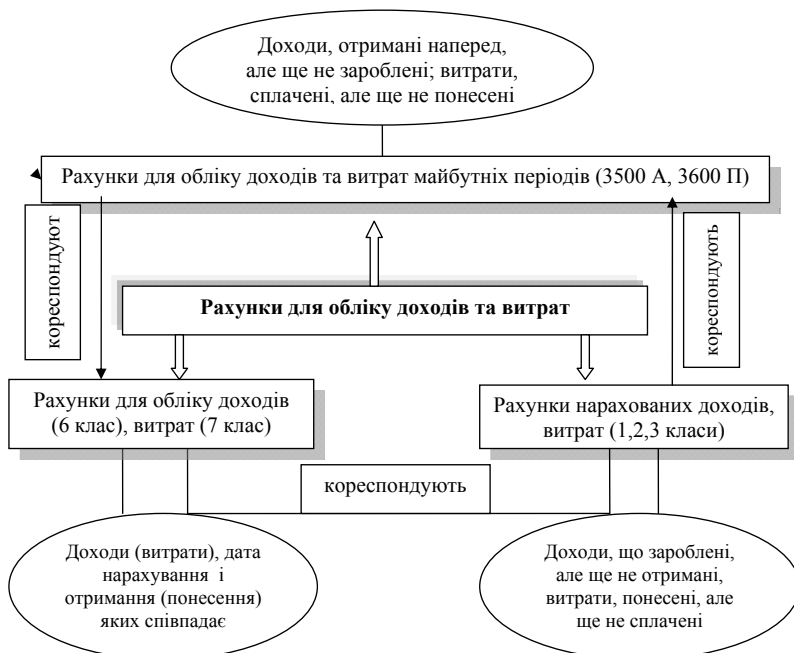 Доходи, отримані наперед,
але ще не зароблені; витрати,
сплачені, але ще не понесені
Рахунки для обліку доходів та витрат майбутніх періодів (3500 А, 3600 П)
кореспондуют
кореспондують
Рахунки для обліку доходів та витрат
Рахунки для обліку доходів
(6 клас), витрат (7 клас)
Рахунки нарахованих доходів,
витрат (1,2,3 класи)
кореспондують
Доходи (витрати), дата
нарахування і
отримання (понесення)
яких співпадає
Доходи, що зароблені,
але ще не отримані,
витрати, понесені, але
ще не сплачені